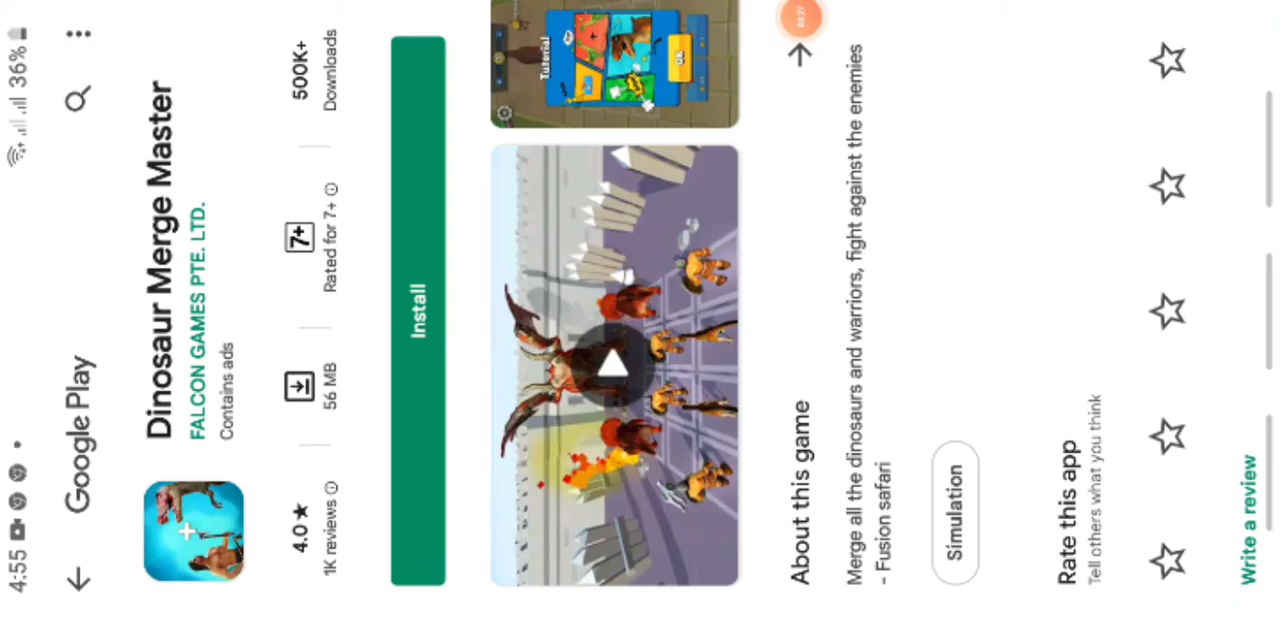 4:55
36%
Google Play
Dinosaur Merge Master
FALCON GAMES PTE. LTD.
Contains ads
4.0★
1K reviews
56 MB
7+
Rated for 7+
500K+
Downloads
Install
Tutorial
OK
About this game
Merge all the dinosaurs and warriors, fight against the enemies
- Fusion safari
Simulation
Rate this app
Tell others what you think
Write a review